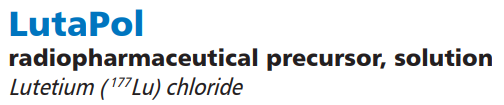 LutaPol
radiopharmaceutical precursor, solution
Lutetium (¹⁷⁷Lu) chloride